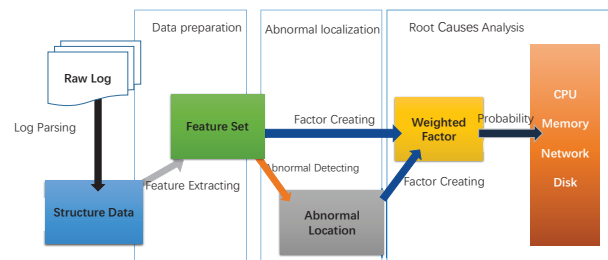 Data preparation
Abnormal localization
Root Causes Analysis
Raw Log
CPU
Memory
Network
Disk
Log Parsing
Feature Set
Factor Creating
Weighted
Factor
Probability
Abnormal Detecting
Feature Extracting
Factor Creating
Structure Data
Abnormal
Location